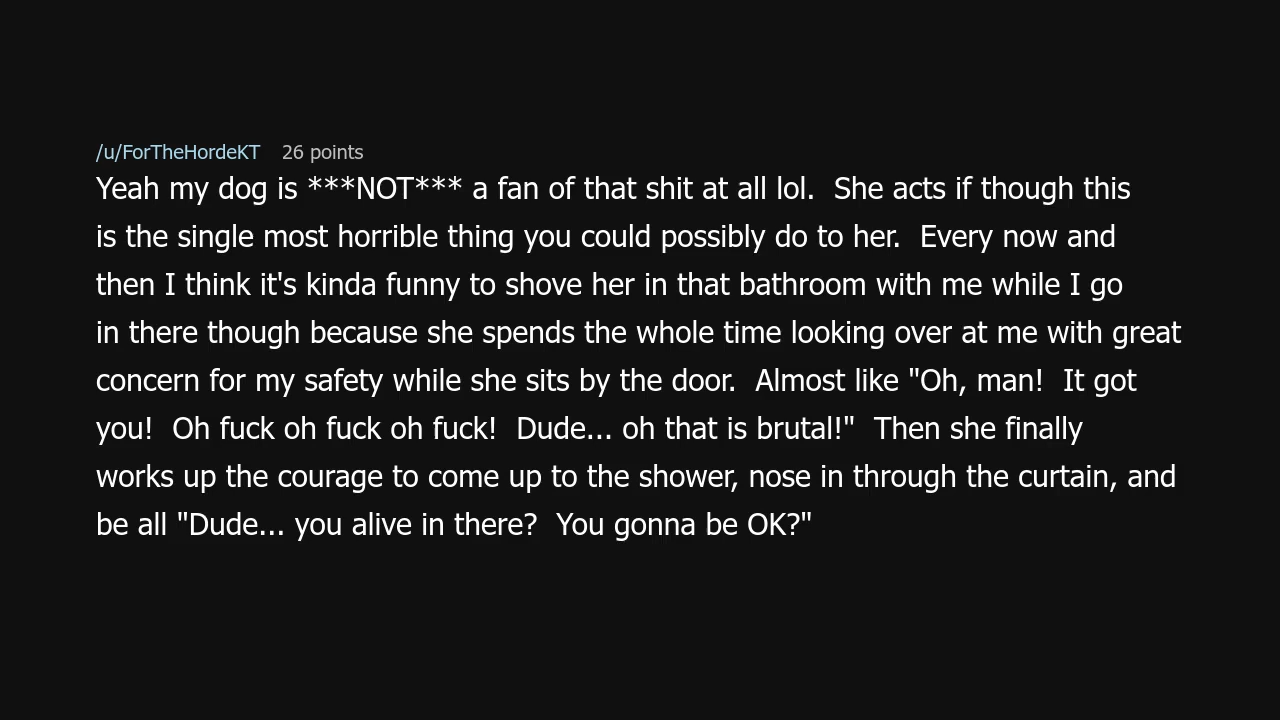 /u/ForTheHordeKT 26 points
Yeah my dog is ***NOT*** a fan of that shit at all lol.  She acts if though this
is the single most horrible thing you could possibly do to her.  Every now and
then I think it's kinda funny to shove her in that bathroom with me while I go
in there though because she spends the whole time looking over at me with great
concern for my safety while she sits by the door.  Almost like "Oh, man!  It got
you!  Oh fuck oh fuck oh fuck!  Dude... oh that is brutal!"  Then she finally
works up the courage to come up to the shower, nose in through the curtain, and
be all "Dude... you alive in there?  You gonna be OK?"